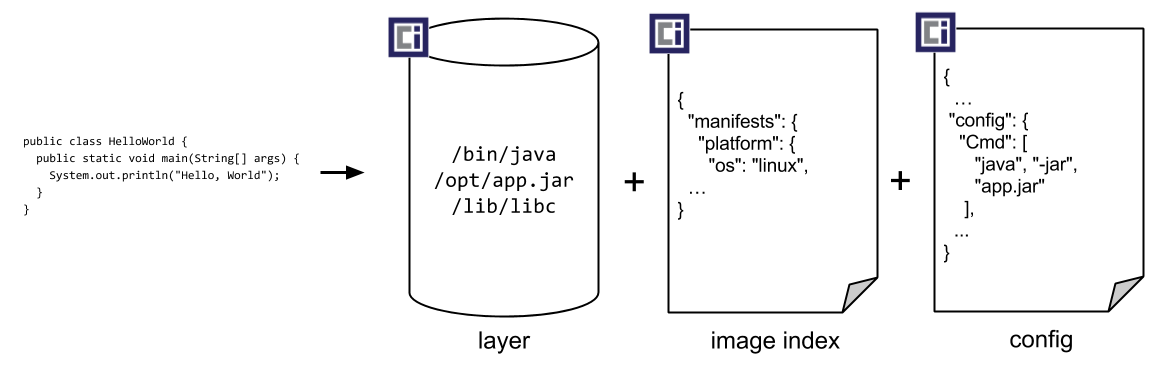 public class HelloWorld {
public static void main(String[] args) {
System.out.println("Hello, World");
}
}
/bin/java
/opt/app.jar
/lib/libc
layer
+
{
"manifests": {
"platform": {
"os": "linux",
...
}
image index
+
{
...
"config": {
"Cmd": [
"java", "-jar",
"app.jar"
],
...
}
config